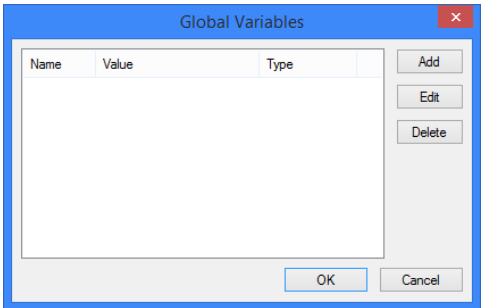 Global Variables
Name Value Type
Add
Edit
Delete
OK Cancel